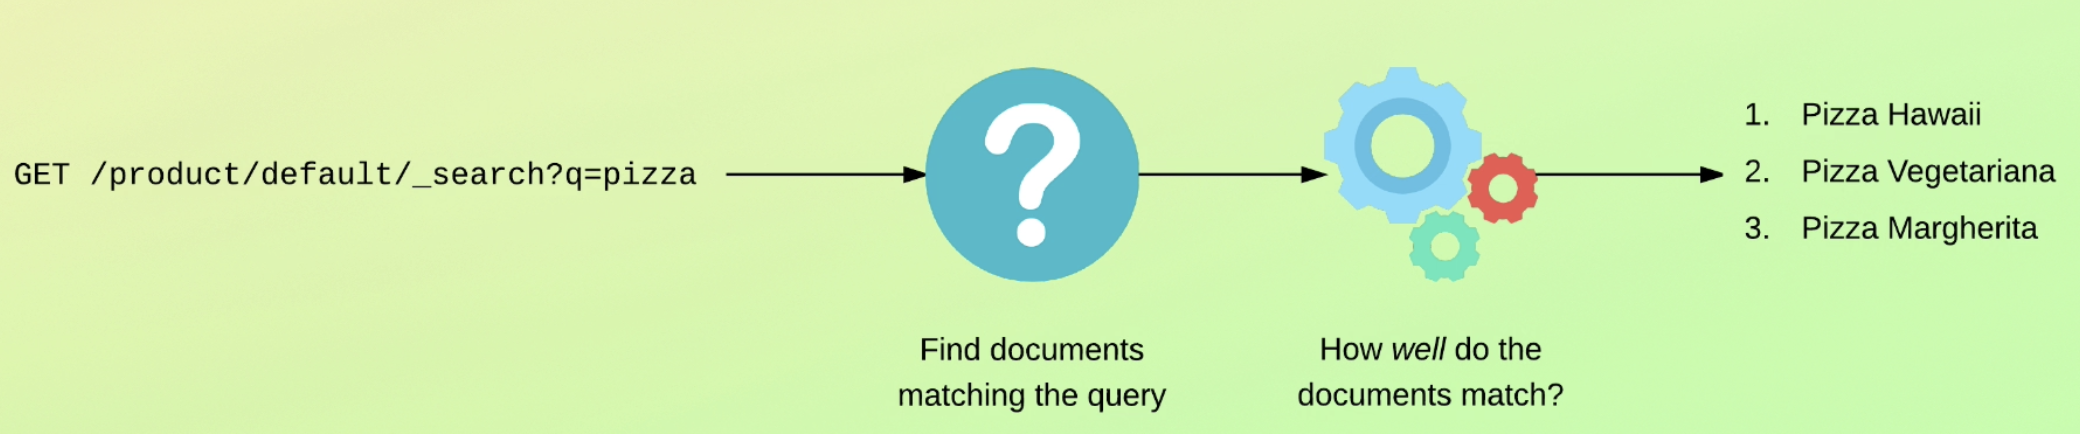 GET /product/default/_search?q=pizza
Find documents
matching the query
How well do the
documents match?
1. Pizza Hawaii
2. Pizza Vegetariana
3. Pizza Margherita